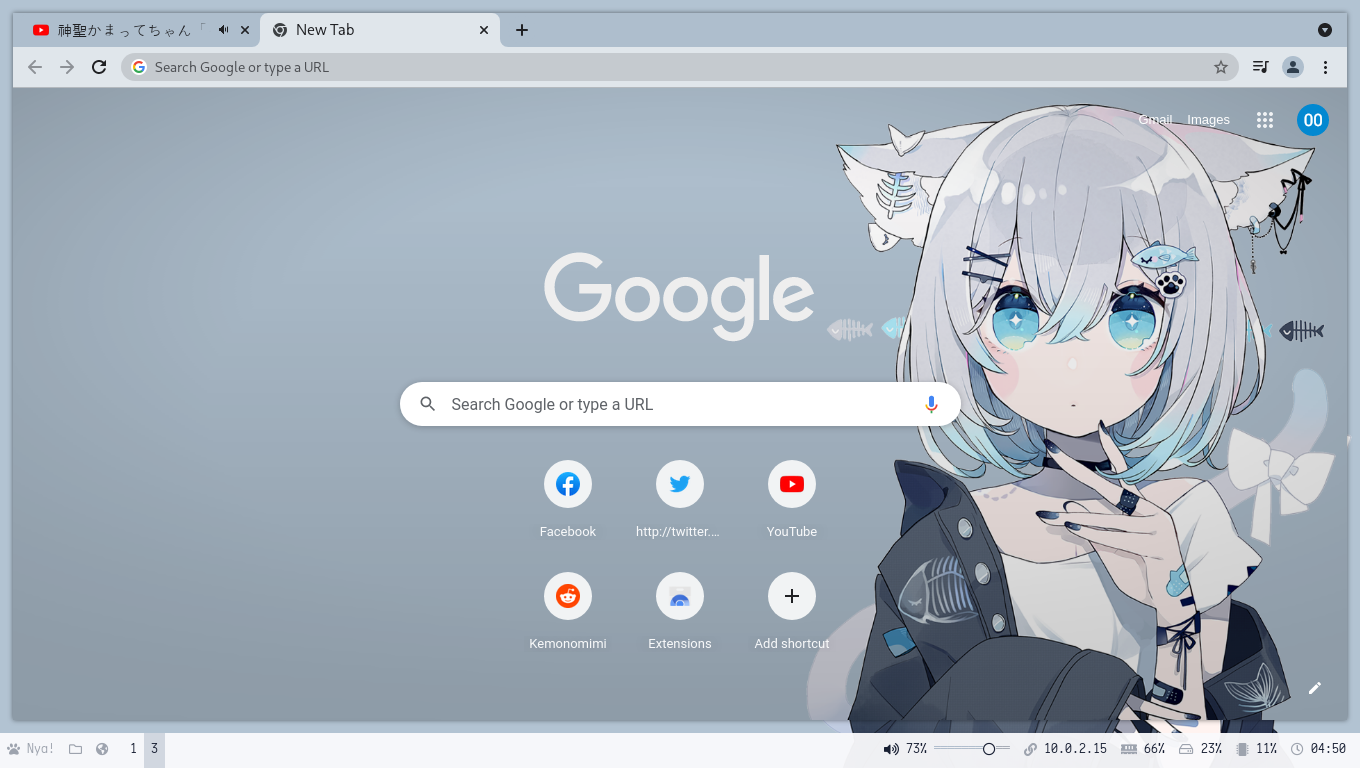 神聖かまってちゃん「
New Tab
Search Google or type a URL
Gmail
Images
00
Google
Search Google or type a URL
Facebook
http://twitter....
YouTube
Kemonomimi
Extensions
Add shortcut
Nya!
1
3
73%
10.0.2.15
66%
23%
11%
04:50